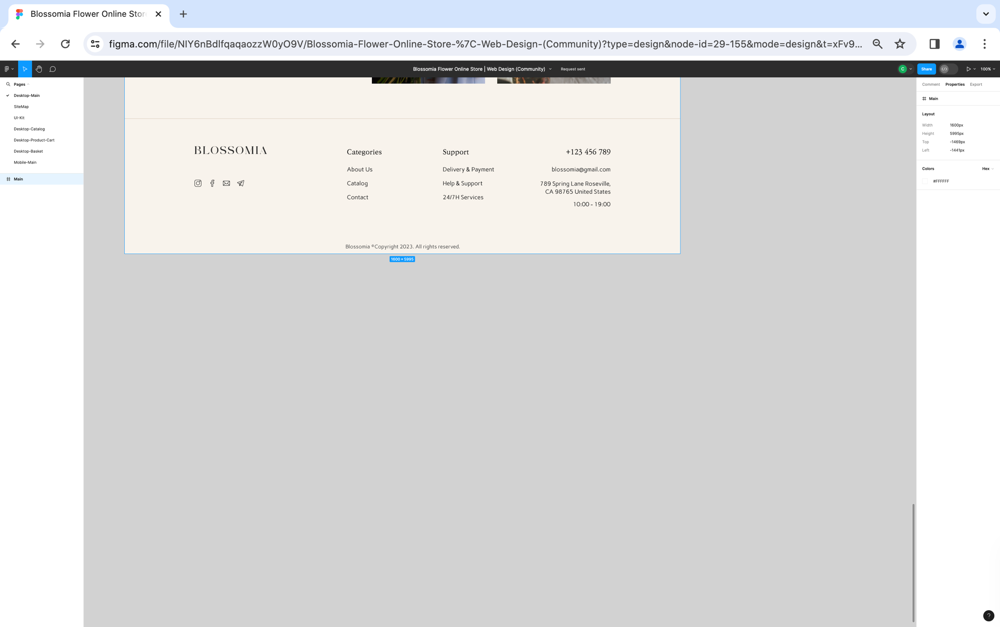 Blossomia Flower Online Stor
figma.com/file/NIY6nBdlfqaqaozzW0yO9V/Blossomia-Flower-Online-Store-%7C-Web-Design-(Community)?type=design&node-id=29-155&mode=design&t=xFv9...
Blossomia Flower Online Store | Web Design (Community)
Request sent
C
Share
100%
Pages
Desktop-Main
SiteMap
UI-Kit
Desktop-Catalog
Desktop-Product-Cart
Desktop-Basket
Mobile-Main
Main
BLOSSOMIA
Categories
About Us
Catalog
Contact
Support
Delivery & Payment
Help & Support
24/7H Services
+123 456 789
blossomia@gmail.com
789 Spring Lane Roseville,
CA 98765 United States
10:00 - 19:00
Blossomia ©Copyright 2023. All rights reserved.
1600 × 5995
Comment Properties Export
Main
Layout
Width 1600px
Height 5995px
Top -1469px
Left -1441px
Colors Hex
#FFFFFF
?